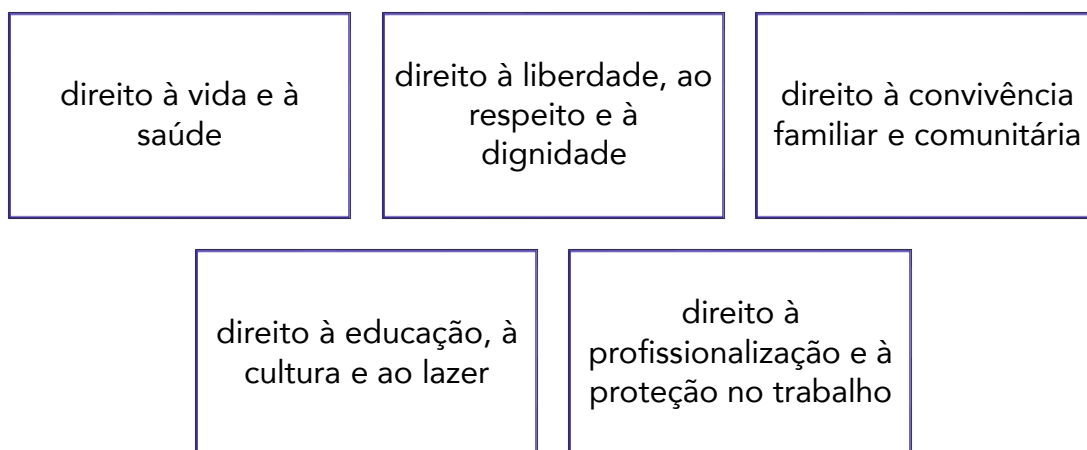 direito à vida e à
saúde
direito à liberdade, ao
respeito e à
dignidade
direito à convivência
familiar e comunitária
direito à educação, à
cultura e ao lazer
direito à
profissionalização e à
proteção no trabalho